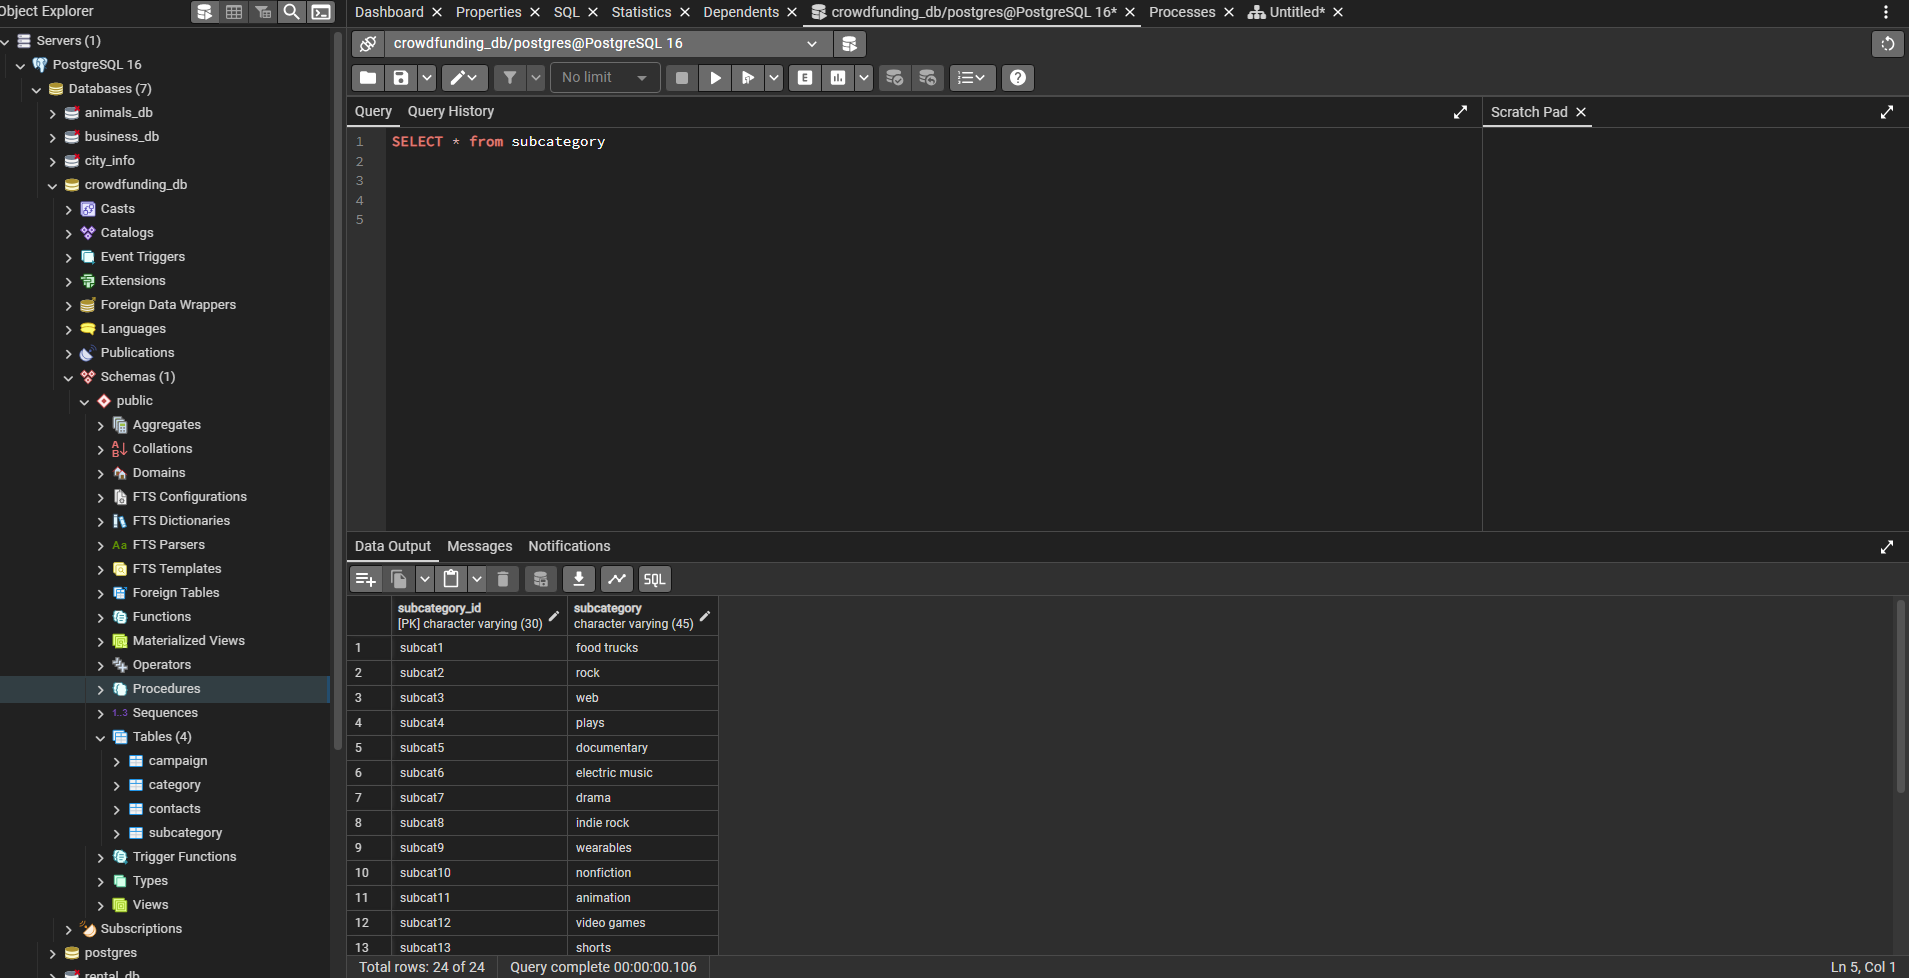 Object Explorer
Servers (1)
PostgreSQL 16
Databases (7)
animals_db
business_db
city_info
crowdfunding_db
Casts
Catalogs
Event Triggers
Extensions
Foreign Data Wrappers
Languages
Publications
Schemas (1)
public
Aggregates
Collations
Domains
FTS Configurations
FTS Dictionaries
Aa FTS Parsers
FTS Templates
Foreign Tables
Functions
Materialized Views
Operators
Procedures
1..3 Sequences
Tables (4)
campaign
category
contacts
subcategory
Trigger Functions
Types
Views
Subscriptions
postgres
rental_db
Dashboard Properties SQL Statistics Dependents crowdfunding_db/postgres@PostgreSQL 16* Processes Untitled*
crowdfunding_db/postgres@PostgreSQL 16
No limit E
Query Query History
1 SELECT * from subcategory
2
3
4
5
Scratch Pad
Data Output Messages Notifications
SQL
subcategory_id subcategory
[PK] character varying (30) character varying (45)
1 subcat1 food trucks
2 subcat2 rock
3 subcat3 web
4 subcat4 plays
5 subcat5 documentary
6 subcat6 electric music
7 subcat7 drama
8 subcat8 indie rock
9 subcat9 wearables
10 subcat10 nonfiction
11 subcat11 animation
12 subcat12 video games
13 subcat13 shorts
Total rows: 24 of 24 Query complete 00:00:00.106 Ln 5, Col 1